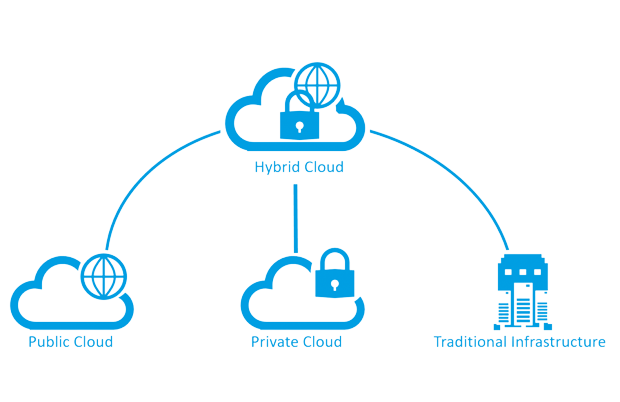 Hybrid Cloud
Public Cloud
Private Cloud
Traditional Infrastructure